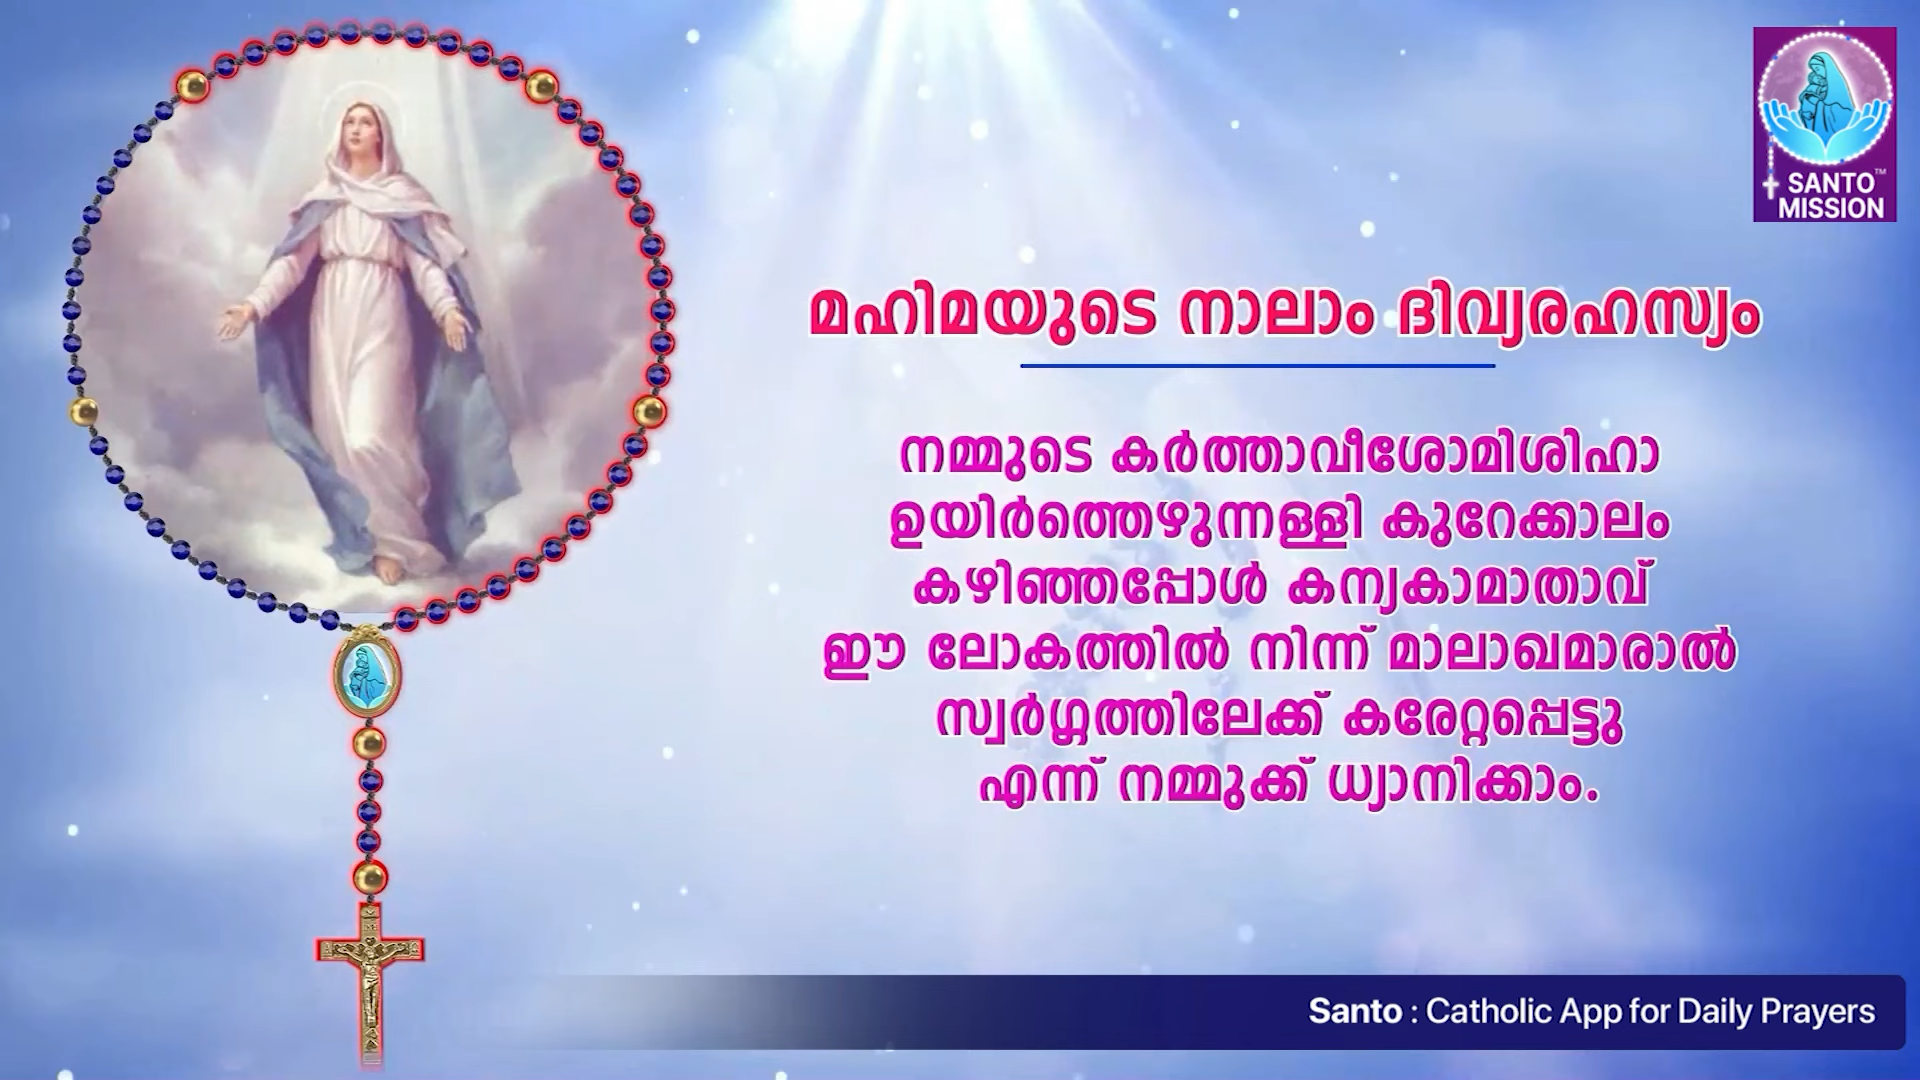 SANTO™
MISSION
മഹിമയുടെ നാലാം ദിവ്യരഹസ്യം
നമ്മുടെ കർത്താവീശോമിശിഹാ
ഉയിർത്തെഴുന്നള്ളി കുറേക്കാലം
കഴിഞ്ഞപ്പോൾ കന്യകാമാതാവ്
ഈ ലോകത്തിൽ നിന്ന് മാലാഖമാരാൽ
സ്വർഗ്ഗത്തിലേക്ക് കരേറ്റപ്പെട്ടു
എന്ന് നമ്മുക്ക് ധ്യാനിക്കാം.
Santo : Catholic App for Daily Prayers